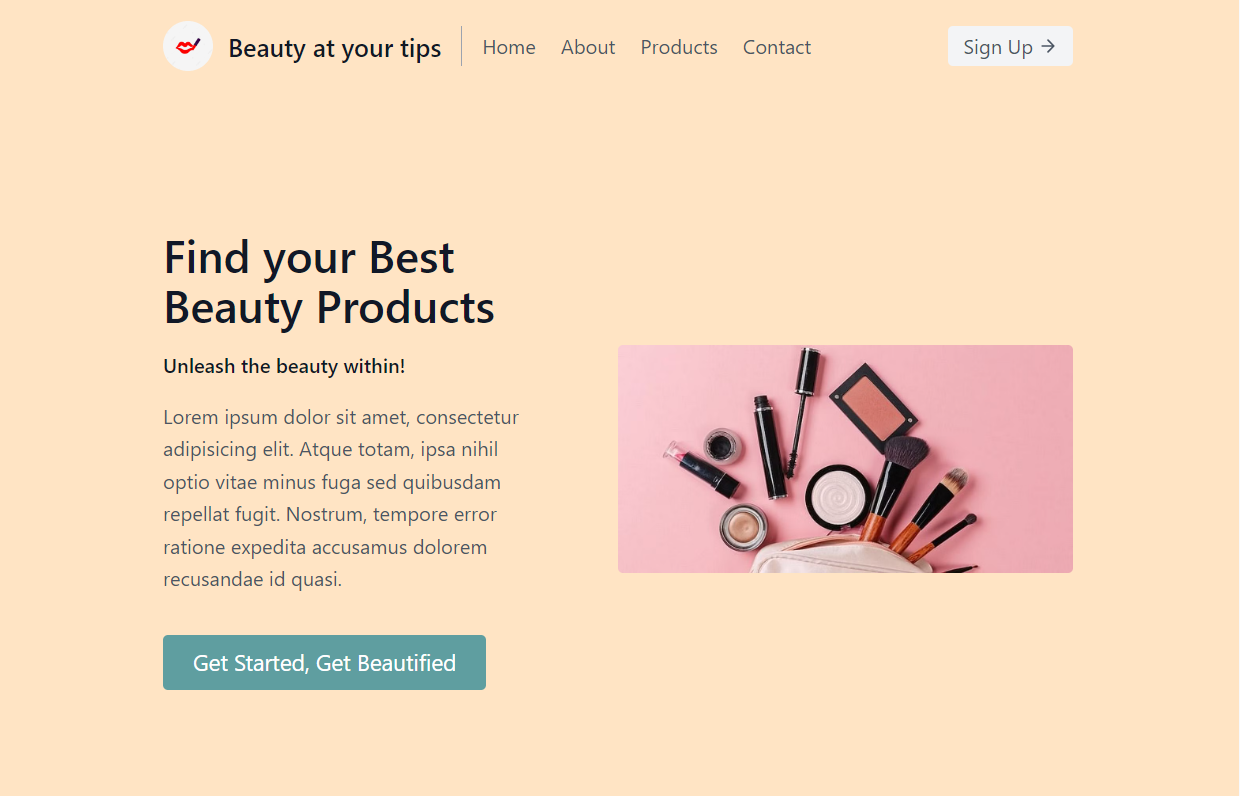 Beauty at your tips
Home About Products Contact
Sign Up →
Find your Best
Beauty Products
Unleash the beauty within!
Lorem ipsum dolor sit amet, consectetur
adipisicing elit. Atque totam, ipsa nihil
optio vitae minus fuga sed quibusdam
repellat fugit. Nostrum, tempore error
ratione expedita accusamus dolorem
recusandae id quasi.
Get Started, Get Beautified